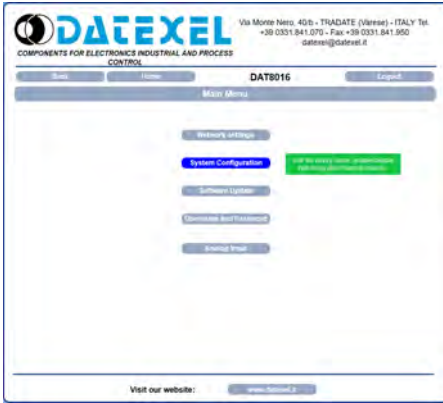 DATEXEL
COMPONENTS FOR ELECTRONICS INDUSTRIAL AND PROCESS
CONTROL
Via Monte Nero, 40/b - TRADATE (Varese) - ITALY Tel.
+39 0331.841.070 - Fax +39 0331.841.950
datexel@datexel.it
Back
Home
DAT8016
Logout
Main Menu
Network settings
System Configuration
Software Update
Username and Password
Analog Input
Visit our website:
www.datexel.it